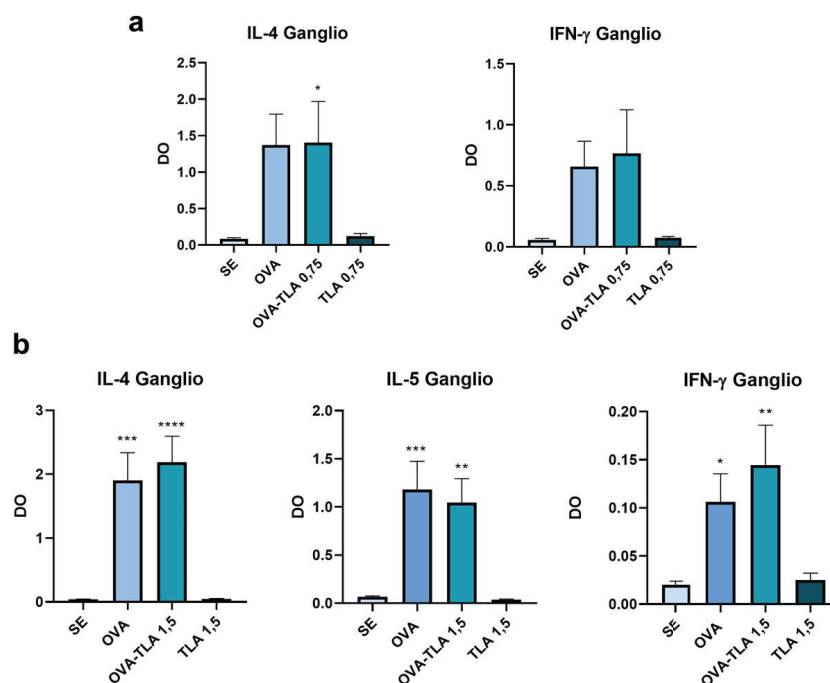 a
IL-4 Ganglio
DO
2.5
2.0
1.5
1.0
0.5
0.0
*
SE
OVA
OVA-TLA 0,75
TLA 0,75
IFN-γ Ganglio
DO
1.5
1.0
0.5
0.0
SE
OVA
OVA-TLA 0,75
TLA 0,75
b
IL-4 Ganglio
DO
3
2
1
0
***
****
SE
OVA
OVA-TLA 1,5
TLA 1,5
IL-5 Ganglio
DO
2.0
1.5
1.0
0.5
0.0
***
**
SE
OVA
OVA-TLA 1,5
TLA 1,5
IFN-γ Ganglio
DO
0.20
0.15
0.10
0.05
0.00
*
**
SE
OVA
OVA-TLA 1,5
TLA 1,5